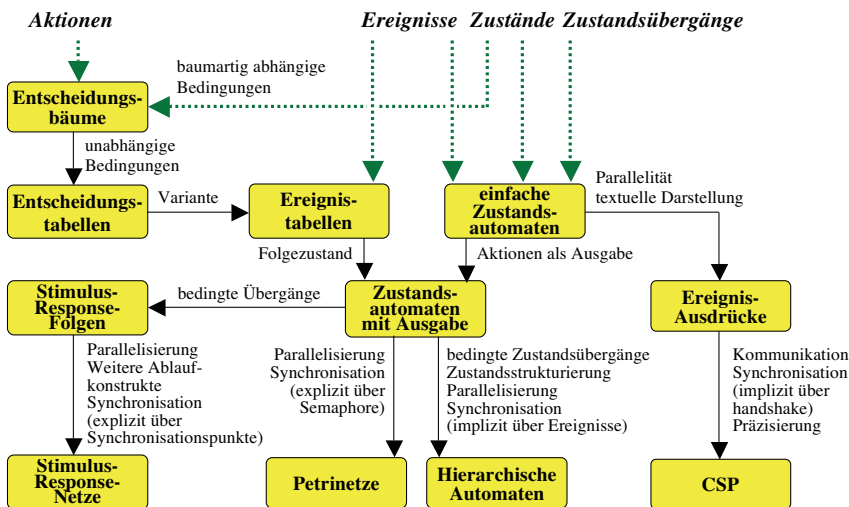 Aktionen
Ereignisse
Zustände
Zustandsübergänge
baumartig abhängige
Bedingungen
Entscheidungs-
bäume
unabhängige
Bedingungen
Entscheidungs-
tabellen
Variante
Ereignis-
tabellen
einfache
Zustands-
automaten
Parallelität
textuelle Darstellung
Folgezustand
Aktionen als Ausgabe
Stimulus-
Response-
Folgen
bedingte Übergänge
Zustands-
automaten
mit Ausgabe
Ereignis-
Ausdrücke
Parallelisierung
Weitere Ablauf-
konstrukte
Synchronisation
(explizit über
Synchronisationspunkte)
Parallelisierung
Synchronisation
(explizit über
Semaphore)
bedingte Zustandsübergänge
Zustandsstrukturierung
Parallelisierung
Synchronisation
(implizit über Ereignisse)
Kommunikation
Synchronisation
(implizit über
handshake)
Präzisierung
Stimulus-
Response-
Netze
Petrinetze
Hierarchische
Automaten
CSP